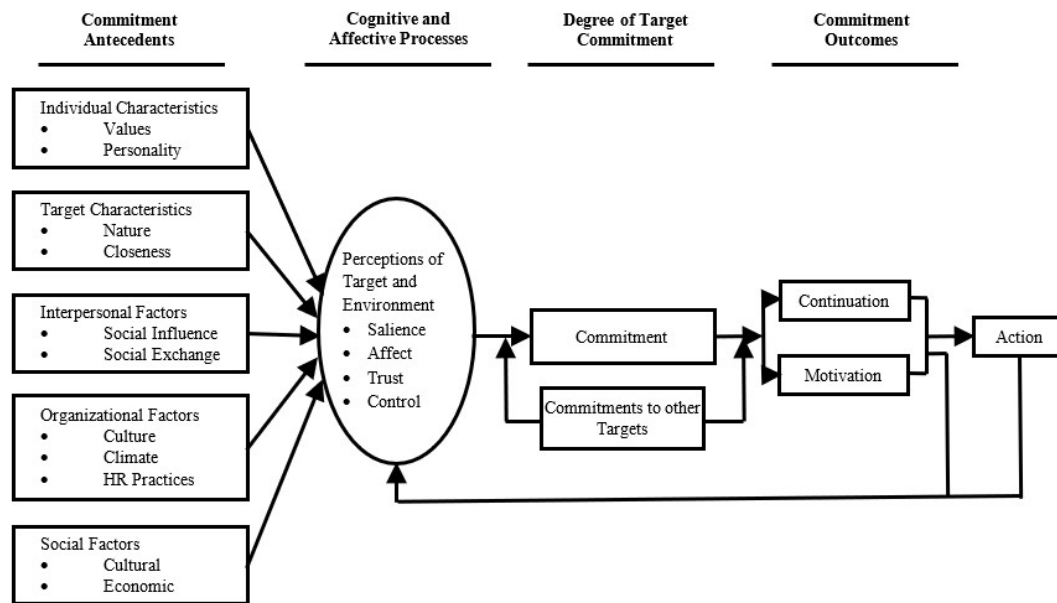 Commitment
Antecedents
Cognitive and
Affective Processes
Degree of Target
Commitment
Commitment
Outcomes
Individual Characteristics
• Values
• Personality
Target Characteristics
• Nature
• Closeness
Interpersonal Factors
• Social Influence
• Social Exchange
Organizational Factors
• Culture
• Climate
• HR Practices
Social Factors
• Cultural
• Economic
Perceptions of
Target and
Environment
• Salience
• Affect
• Trust
• Control
Commitment
Commitments to other
Targets
Continuation
Motivation
Action